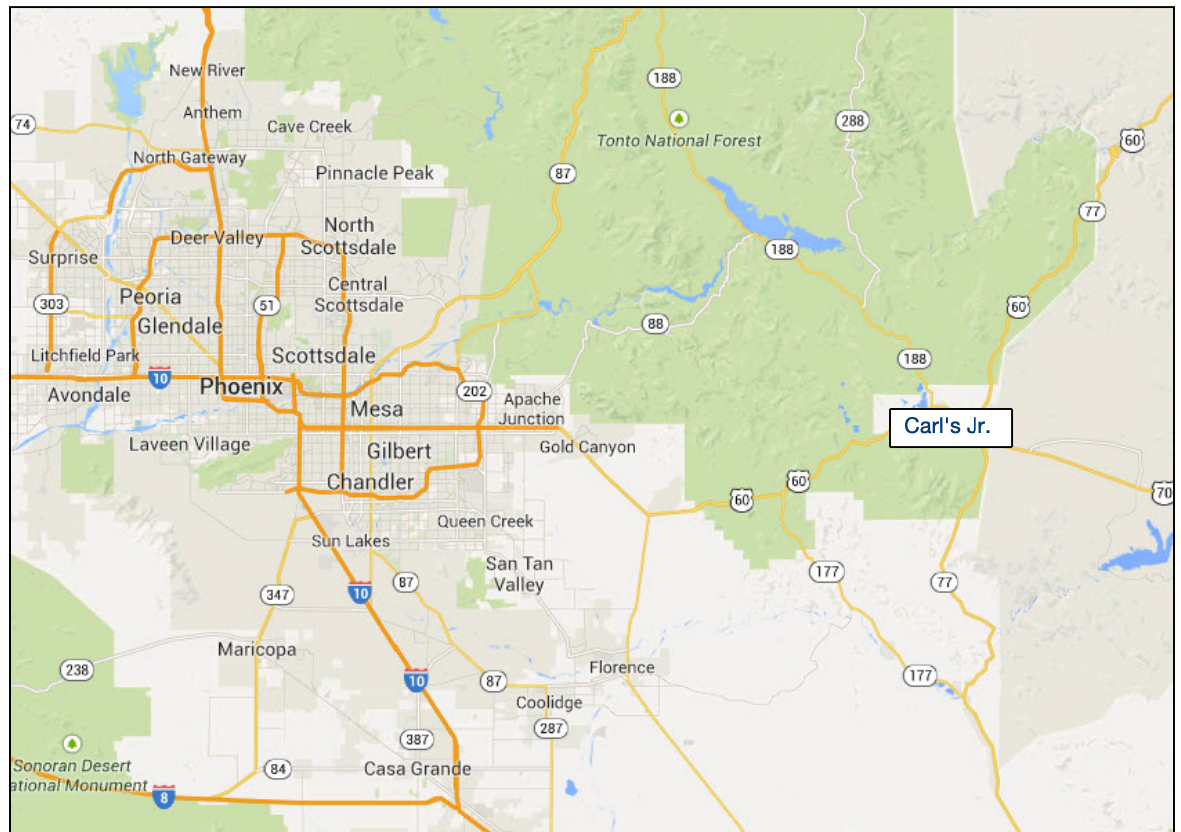 New River
Anthem
74
Cave Creek
188
Tonto National Forest
288
60
North Gateway
Pinnacle Peak
87
77
Deer Valley
North
Scottsdale
188
Surprise
Peoria
Central
Scottsdale
303
51
60
Glendale
88
Litchfield Park
Scottsdale
188
10
Phoenix
Avondale
202
Apache
Junction
Mesa
Carl's Jr.
Laveen Village
Gilbert
Gold Canyon
Chandler
60
60
70
Queen Creek
Sun Lakes
San Tan
Valley
177
87
77
347
10
Maricopa
238
Florence
10
87
177
Coolidge
287
387
Sonoran Desert
ational Monument
84
Casa Grande
8